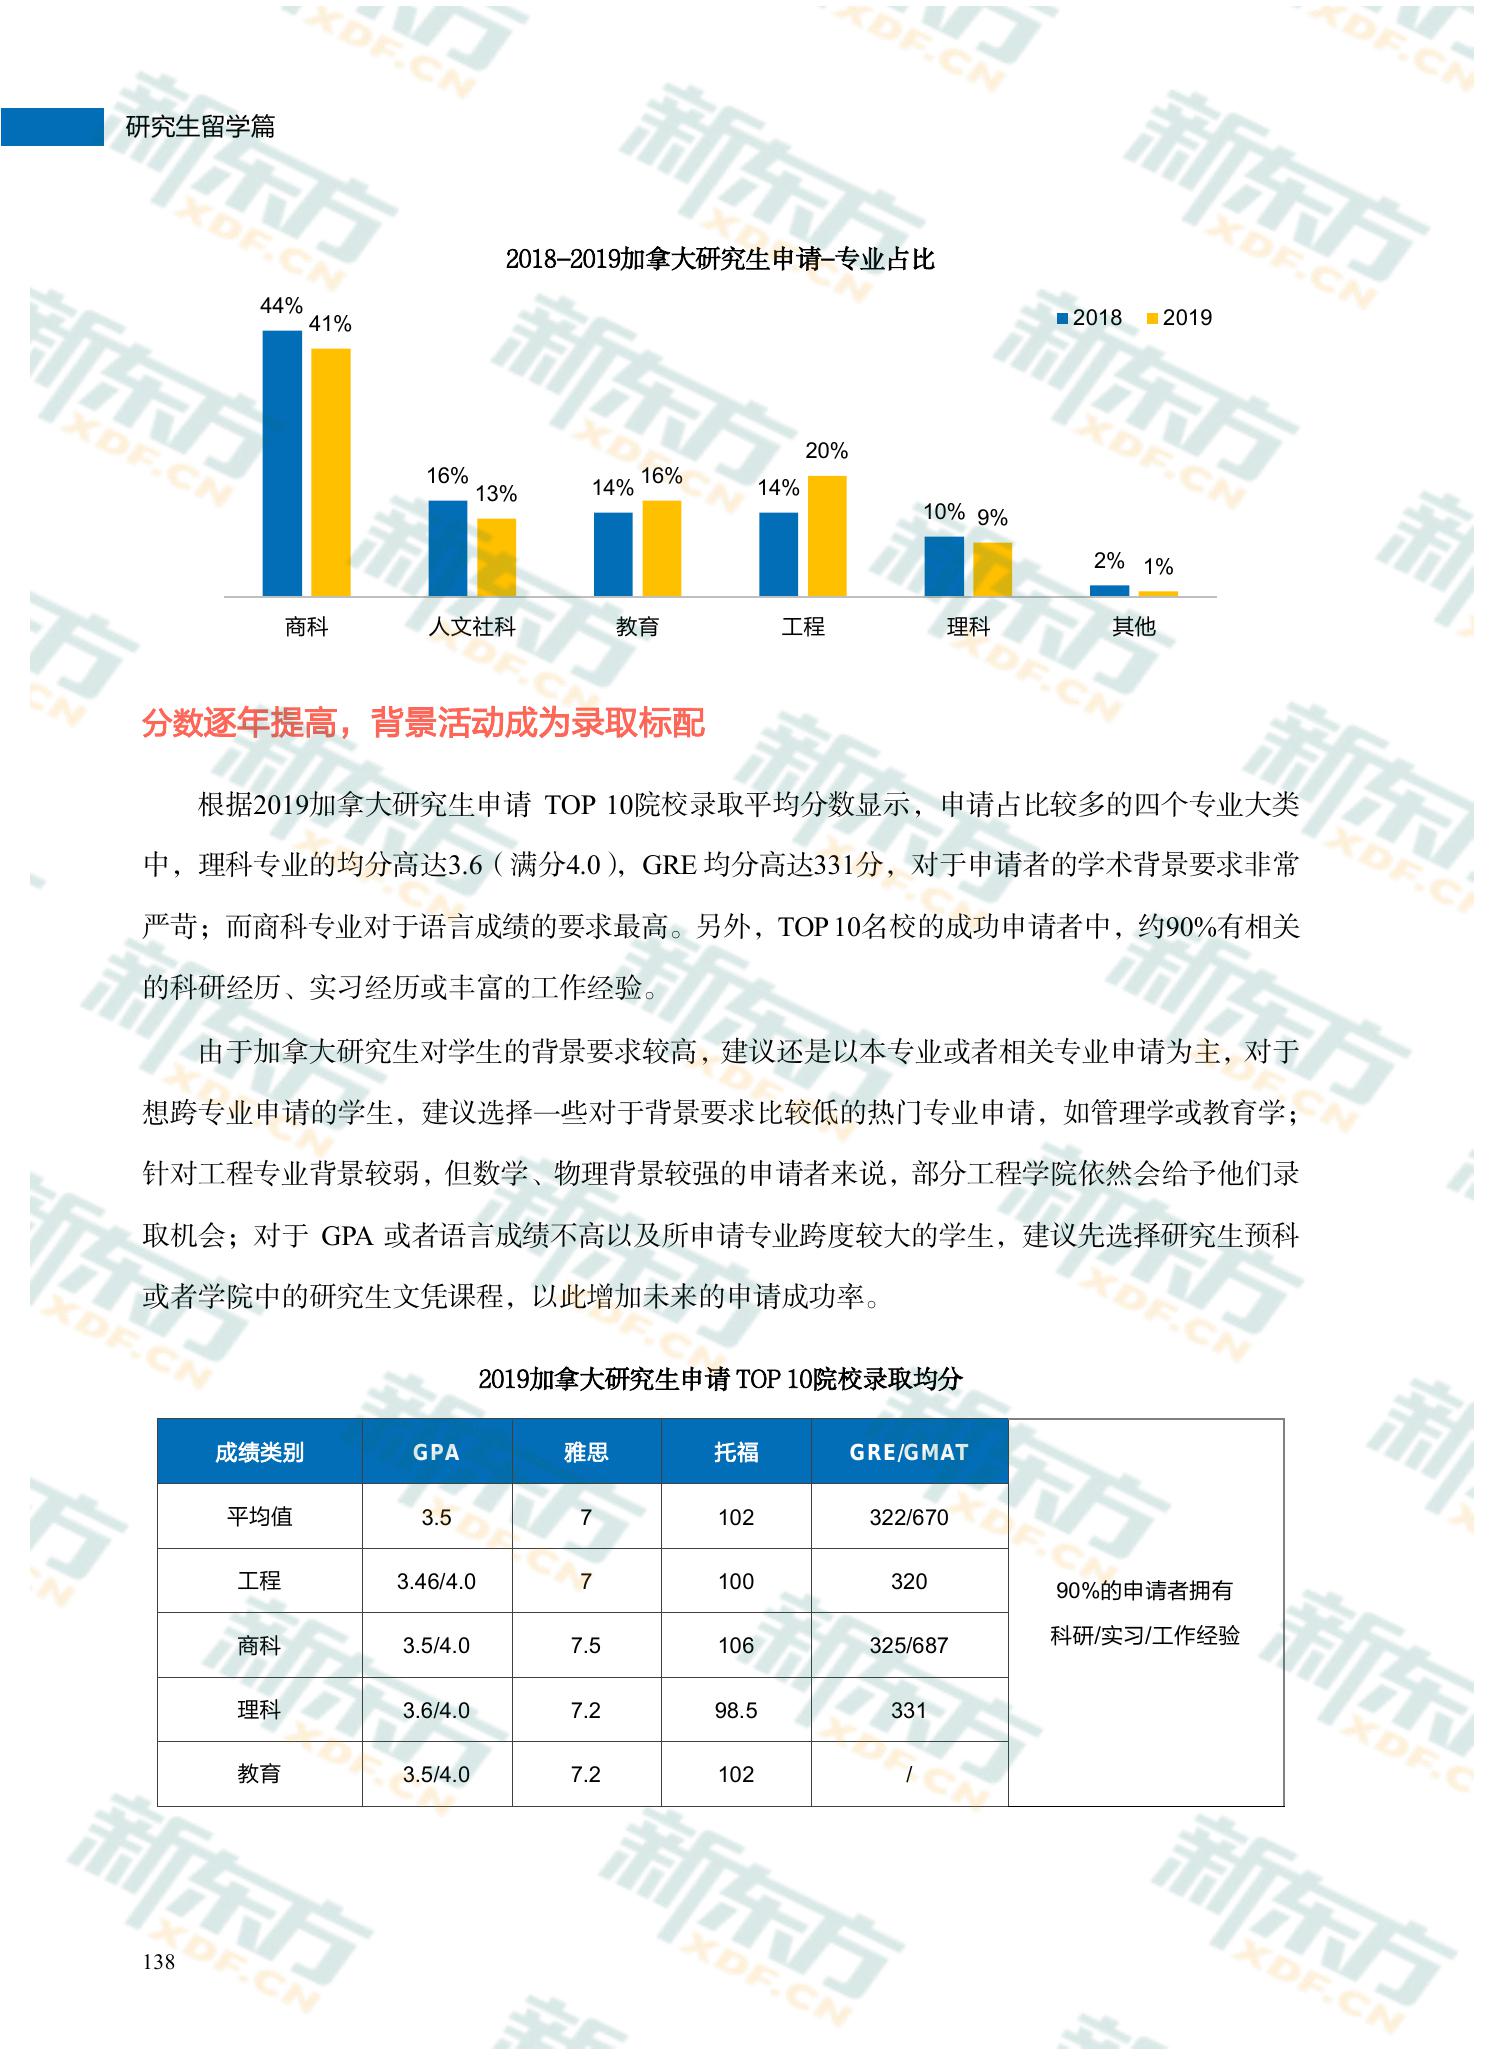 研究生留学篇
2018-2019加拿大研究生申请-专业占比
2018 2019
44% 41% 16% 13% 14% 16% 14% 20% 10% 9% 2% 1%
商科 人文社科 教育 工程 理科 其他
分数逐年提高，背景活动成为录取标配
根据2019加拿大研究生申请 TOP 10院校录取平均分数显示，申请占比较多的四个专业大类
中，理科专业的均分高达3.6（满分4.0），GRE 均分高达331分，对于申请者的学术背景要求非常
严苛；而商科专业对于语言成绩的要求最高。另外，TOP 10名校的成功申请者中，约90%有相关
的科研经历、实习经历或丰富的工作经验。
由于加拿大研究生对学生的背景要求较高，建议还是以本专业或者相关专业申请为主，对于
想跨专业申请的学生，建议选择一些对于背景要求比较低的热门专业申请，如管理学或教育学；
针对工程专业背景较弱，但数学、物理背景较强的申请者来说，部分工程学院依然会给予他们录
取机会；对于 GPA 或者语言成绩不高以及所申请专业跨度较大的学生，建议先选择研究生预科
或者学院中的研究生文凭课程，以此增加未来的申请成功率。
2019加拿大研究生申请 TOP 10院校录取均分
成绩类别 GPA 雅思 托福 GRE/GMAT
平均值 3.5 7 102 322/670
工程 3.46/4.0 7 100 320
商科 3.5/4.0 7.5 106 325/687
理科 3.6/4.0 7.2 98.5 331
教育 3.5/4.0 7.2 102 /
90%的申请者拥有
科研/实习/工作经验
138
新东方
XDF.CN